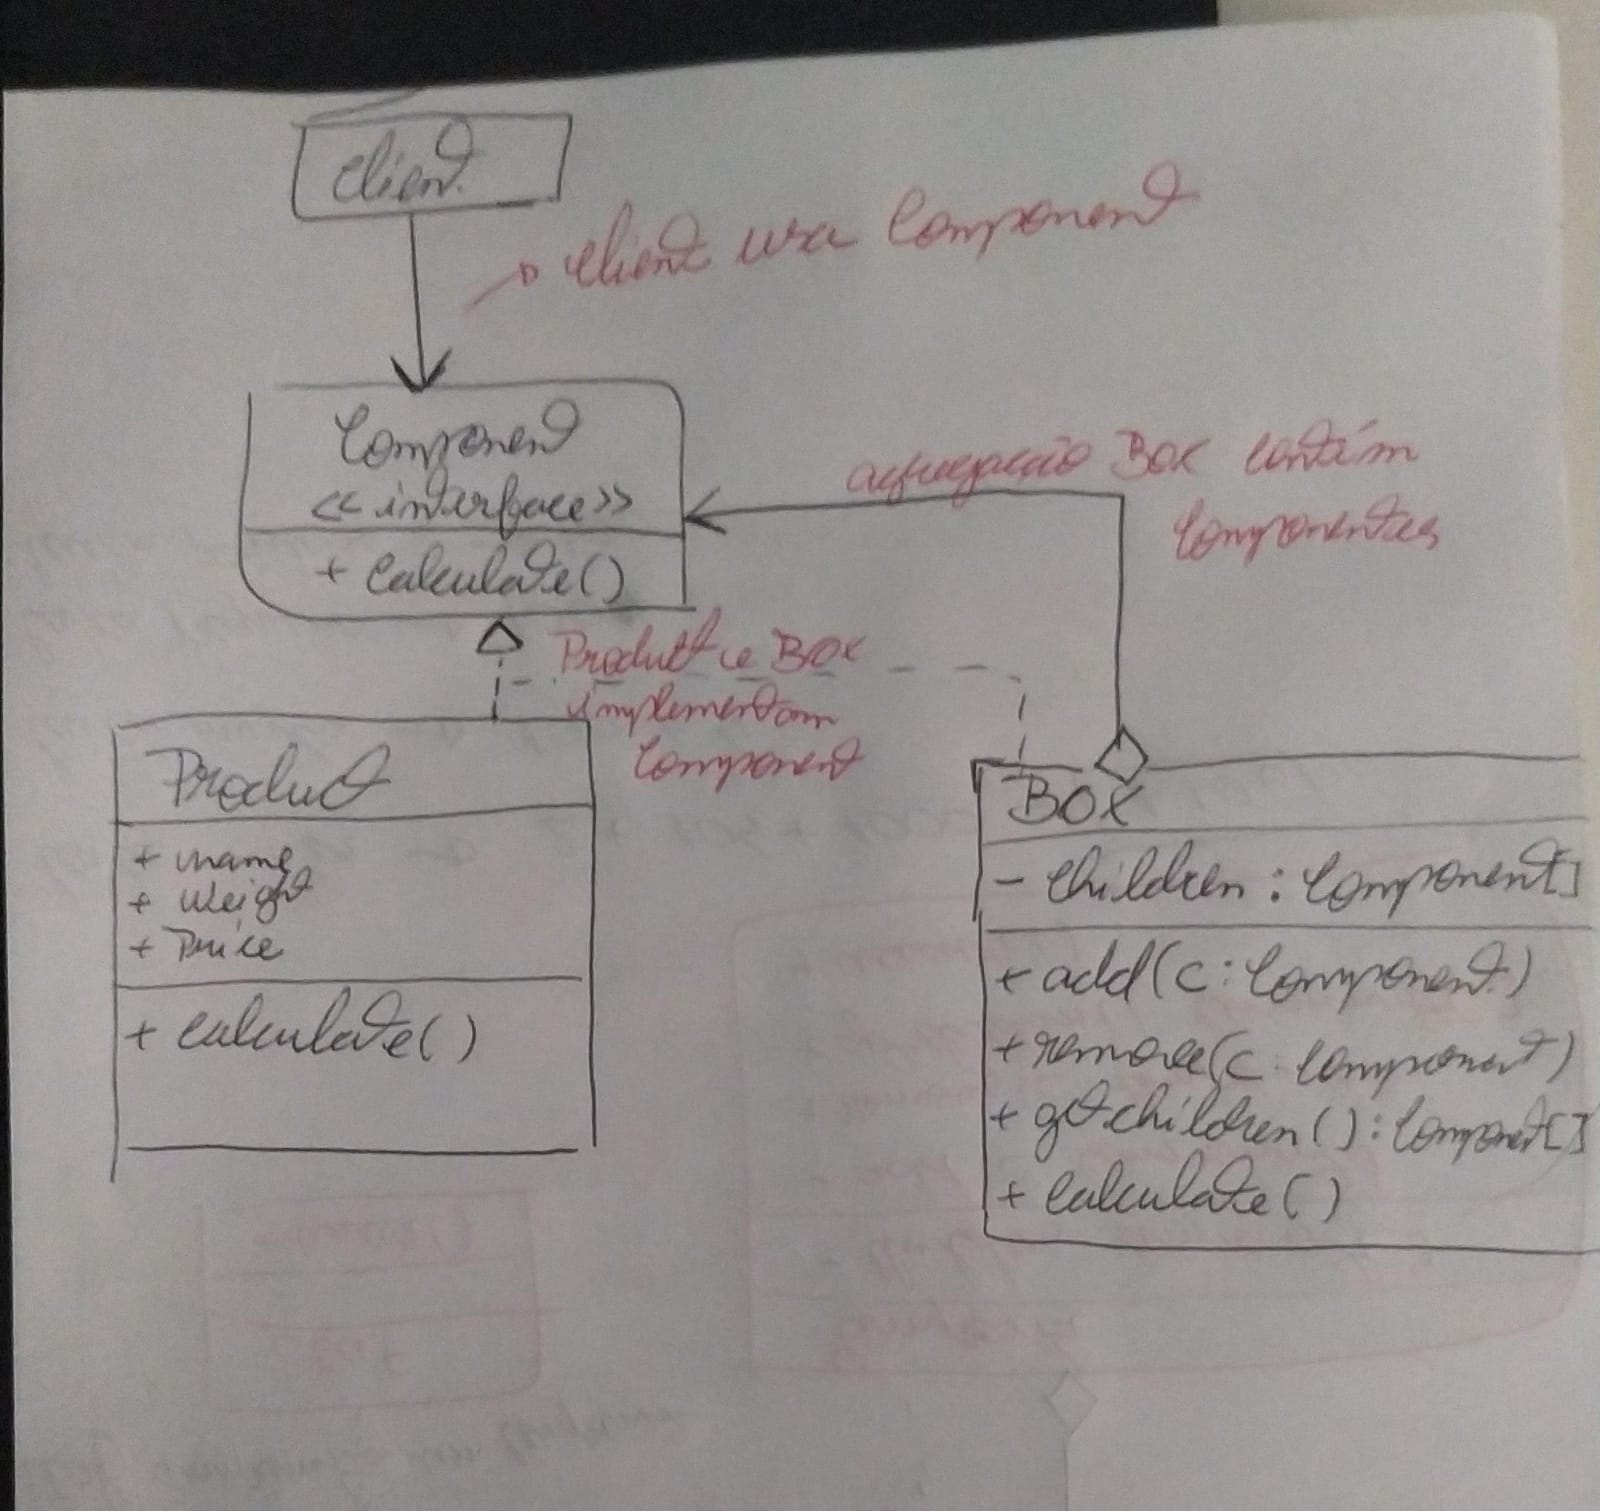 Client
Client usa Component
Component
<<interface>>
+ calculate()
agregação Box contém
Componentes
Product e Box
implementam
Component
Product
+ name
+ weight
+ Price
+ calculate()
BOX
- children : Component[]
+ add(c : Component)
+ remove(c : Component)
+ getchildren() : Component[]
+ calculate()